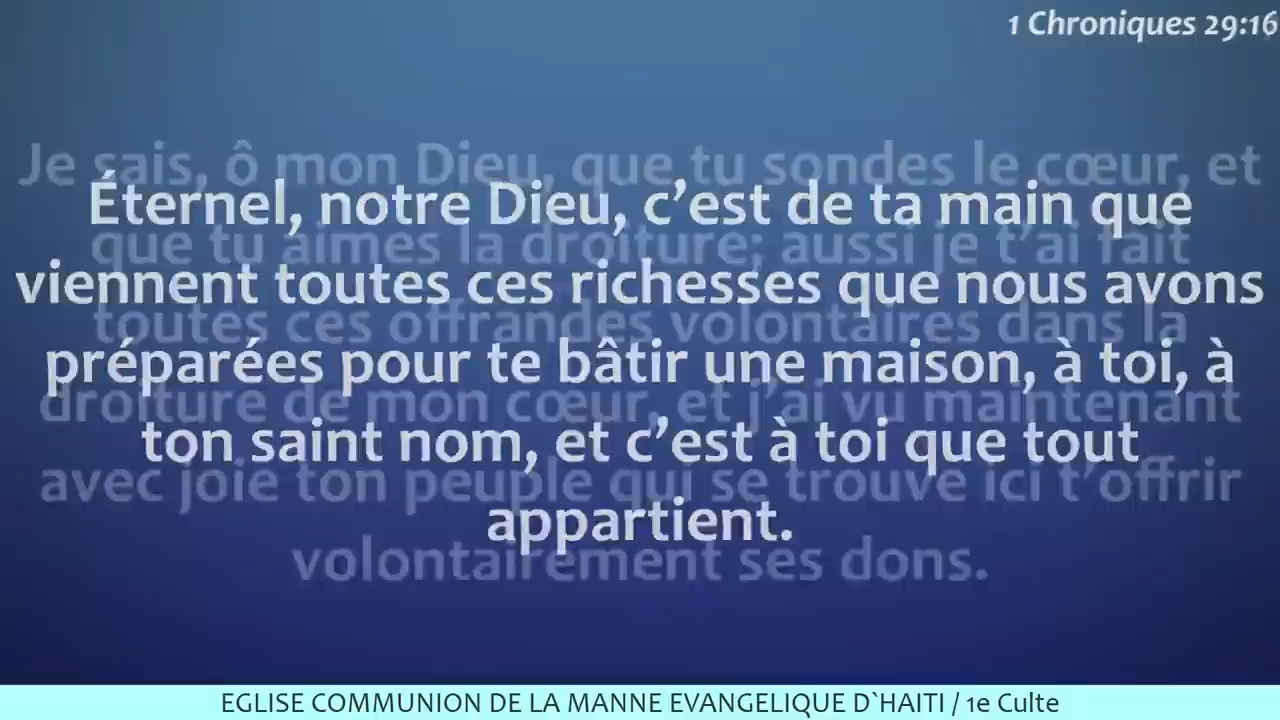 1 Chroniques 29:16
Éternel, notre Dieu, c’est de ta main que
viennent toutes ces richesses que nous avons
préparées pour te bâtir une maison, à toi, à
ton saint nom, et c’est à toi que tout
appartient.
Je sais, ô mon Dieu, que tu sondes le cœur, et
que tu aimes la droiture; aussi je t’ai fait
toutes ces offrandes volontaires dans la
droiture de mon cœur, et j’ai vu maintenant
avec joie ton peuple qui se trouve ici t’offrir
volontairement ses dons.
EGLISE COMMUNION DE LA MANNE EVANGELIQUE D`HAITI / 1e Culte